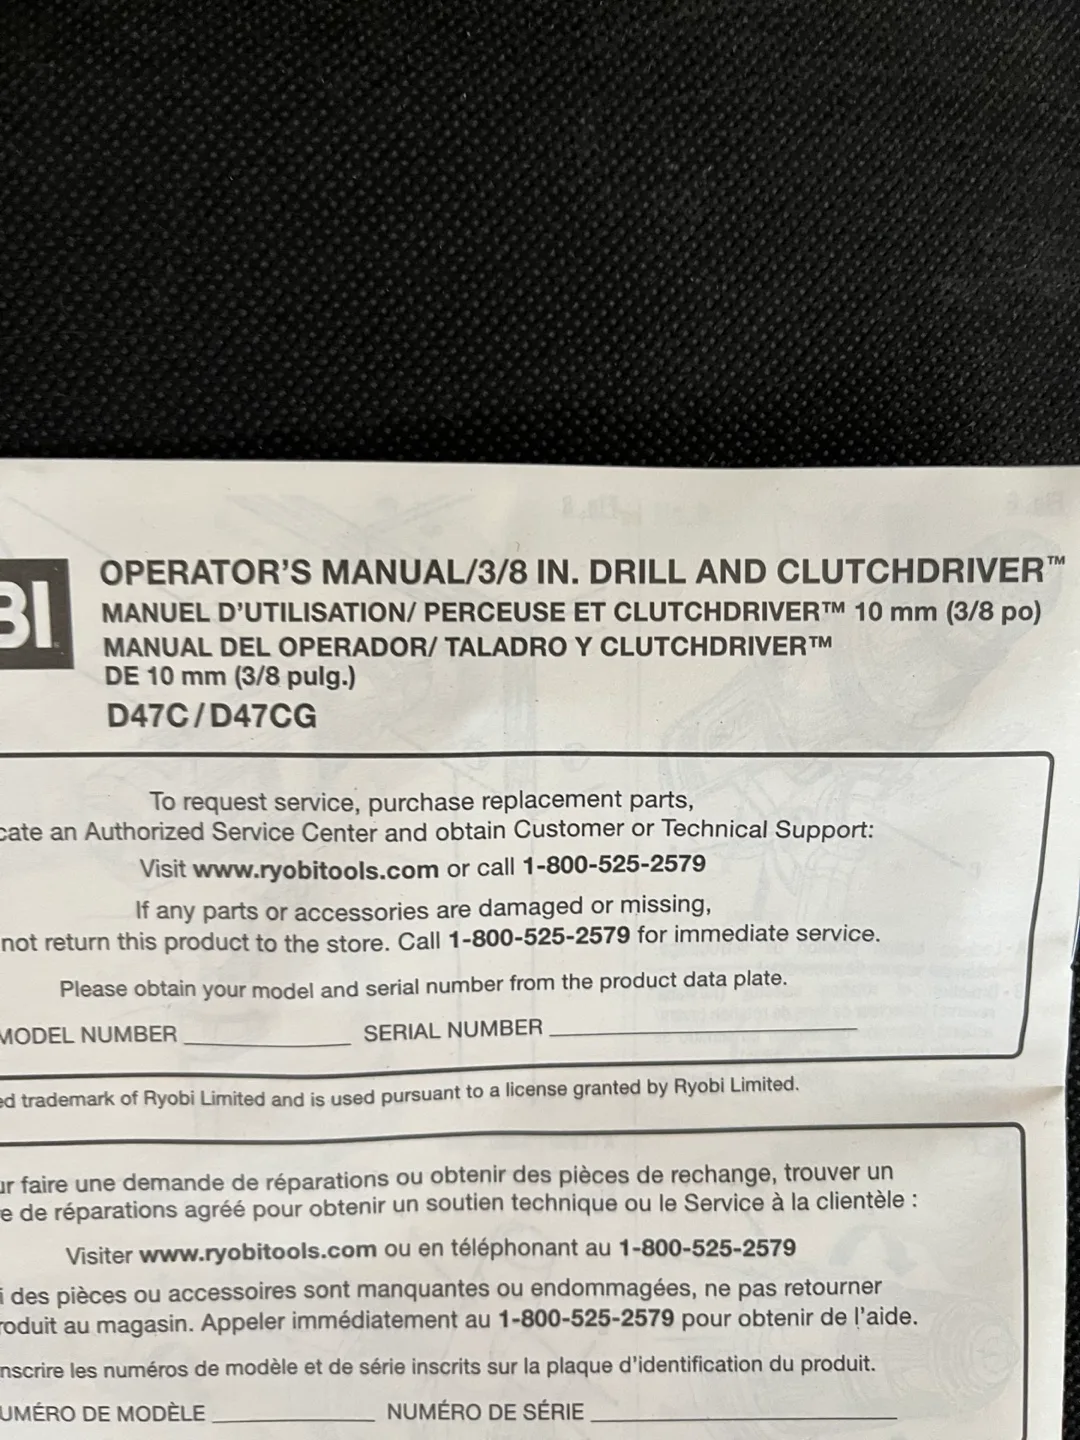 BI
OPERATOR'S MANUAL/3/8 IN. DRILL AND CLUTCHDRIVER™
MANUEL D'UTILISATION/ PERCEUSE ET CLUTCHDRIVER™ 10 mm (3/8 po)
MANUAL DEL OPERADOR/ TALADRO Y CLUTCHDRIVER™
DE 10 mm (3/8 pulg.)
D47C/D47CG
To request service, purchase replacement parts,
cate an Authorized Service Center and obtain Customer or Technical Support:
Visit www.ryobitools.com or call 1-800-525-2579
If any parts or accessories are damaged or missing,
not return this product to the store. Call 1-800-525-2579 for immediate service.
Please obtain your model and serial number from the product data plate.
MODEL NUMBER SERIAL NUMBER
ed trademark of Ryobi Limited and is used pursuant to a license granted by Ryobi Limited.
ur faire une demande de réparations ou obtenir des pièces de rechange, trouver un
e de réparations agréé pour obtenir un soutien technique ou le Service à la clientèle :
Visiter www.ryobitools.com ou en téléphonant au 1-800-525-2579
i des pièces ou accessoires sont manquantes ou endommagées, ne pas retourner
roduit au magasin. Appeler immédiatement au 1-800-525-2579 pour obtenir de l'aide.
nscrire les numéros de modèle et de série inscrits sur la plaque d'identification du produit.
UMÉRO DE MODÈLE NUMÉRO DE SÉRIE